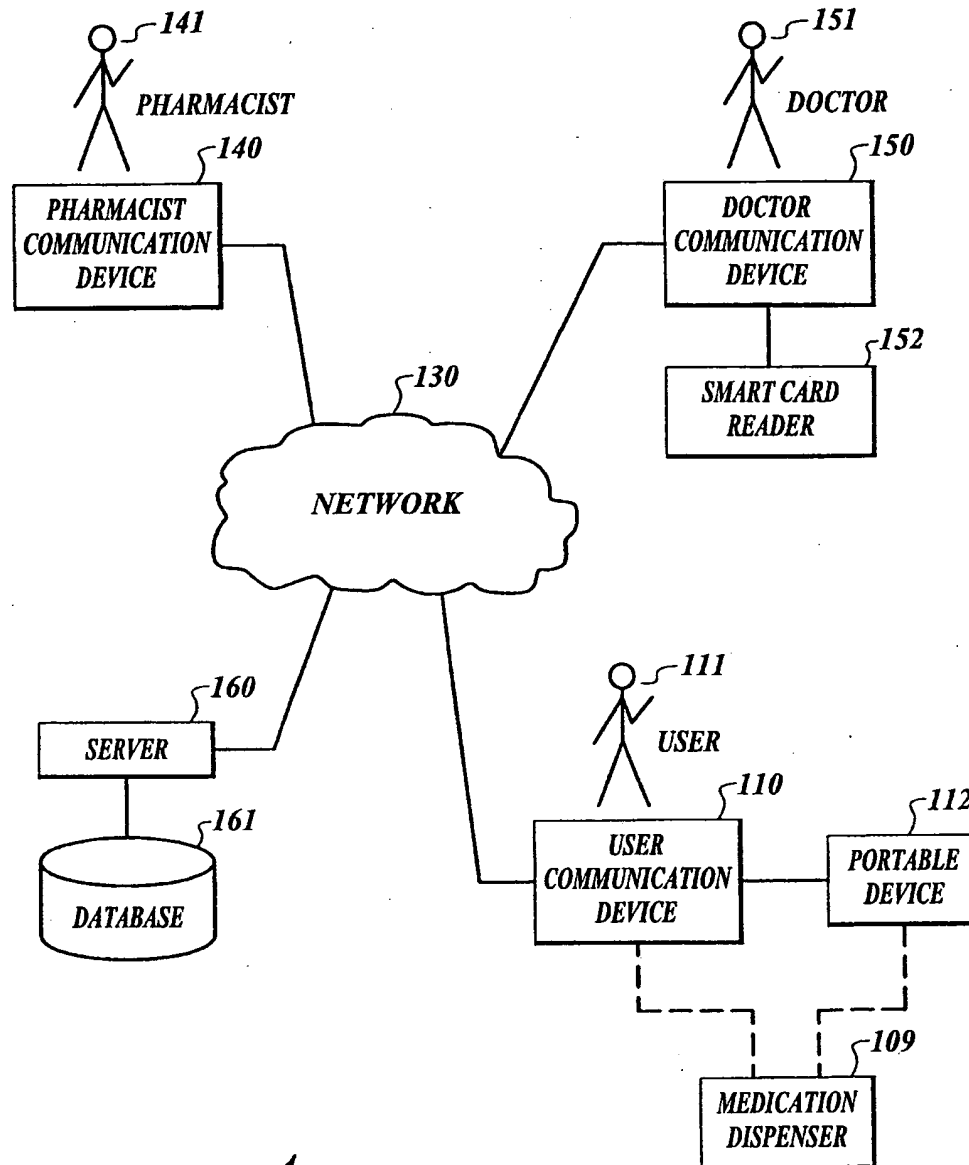 141
PHARMACIST
140
PHARMACIST
COMMUNICATION
DEVICE
151
DOCTOR
150
DOCTOR
COMMUNICATION
DEVICE
152
SMART CARD
READER
130
NETWORK
160
SERVER
161
DATABASE
111
USER
110
USER
COMMUNICATION
DEVICE
112
PORTABLE
DEVICE
109
MEDICATION
DISPENSER